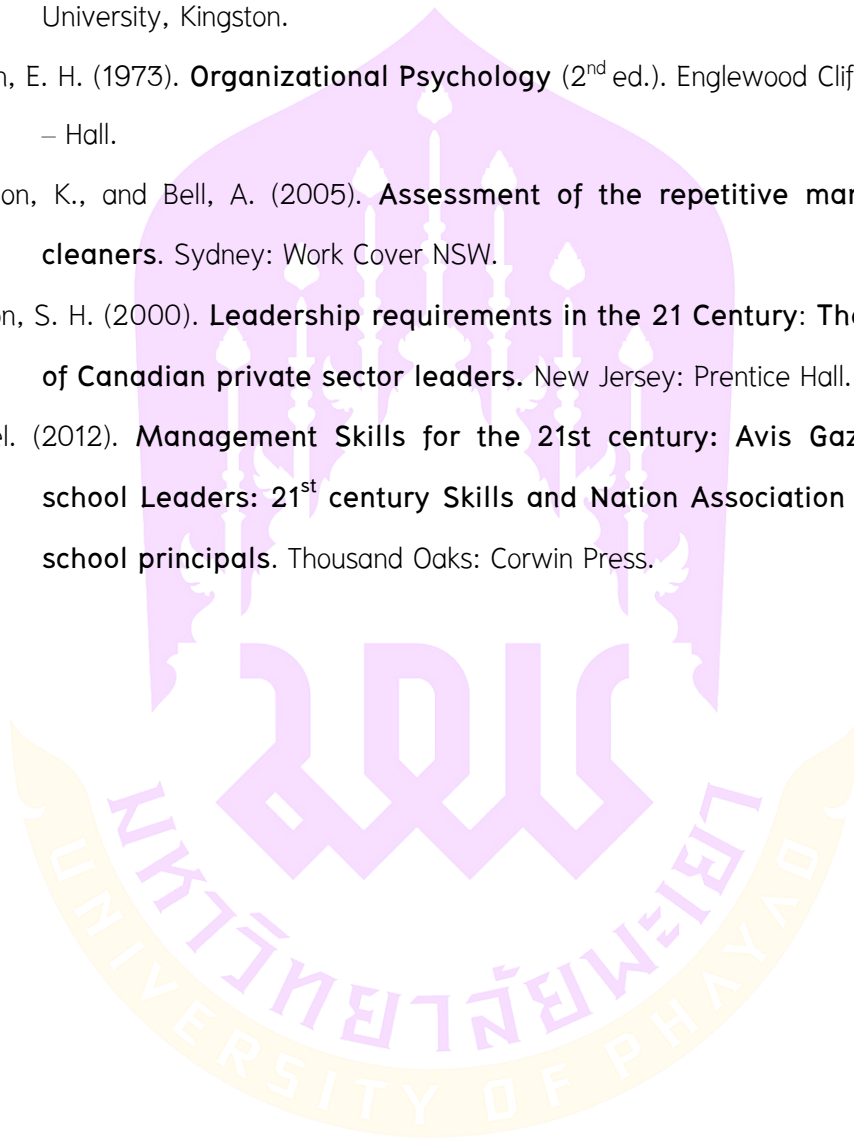 University, Kingston.
n, E. H. (1973). Organizational Psychology (2nd ed.). Englewood Clif
– Hall.
on, K., and Bell, A. (2005). Assessment of the repetitive mar
cleaners. Sydney: Work Cover NSW.
on, S. H. (2000). Leadership requirements in the 21 Century: The
of Canadian private sector leaders. New Jersey: Prentice Hall.
el. (2012). Management Skills for the 21st century: Avis Gaz
school Leaders: 21st century Skills and Nation Association
school principals. Thousand Oaks: Corwin Press.
มหาวิทยาลัยพะเยา
UNIVERSITY OF PHAYAO